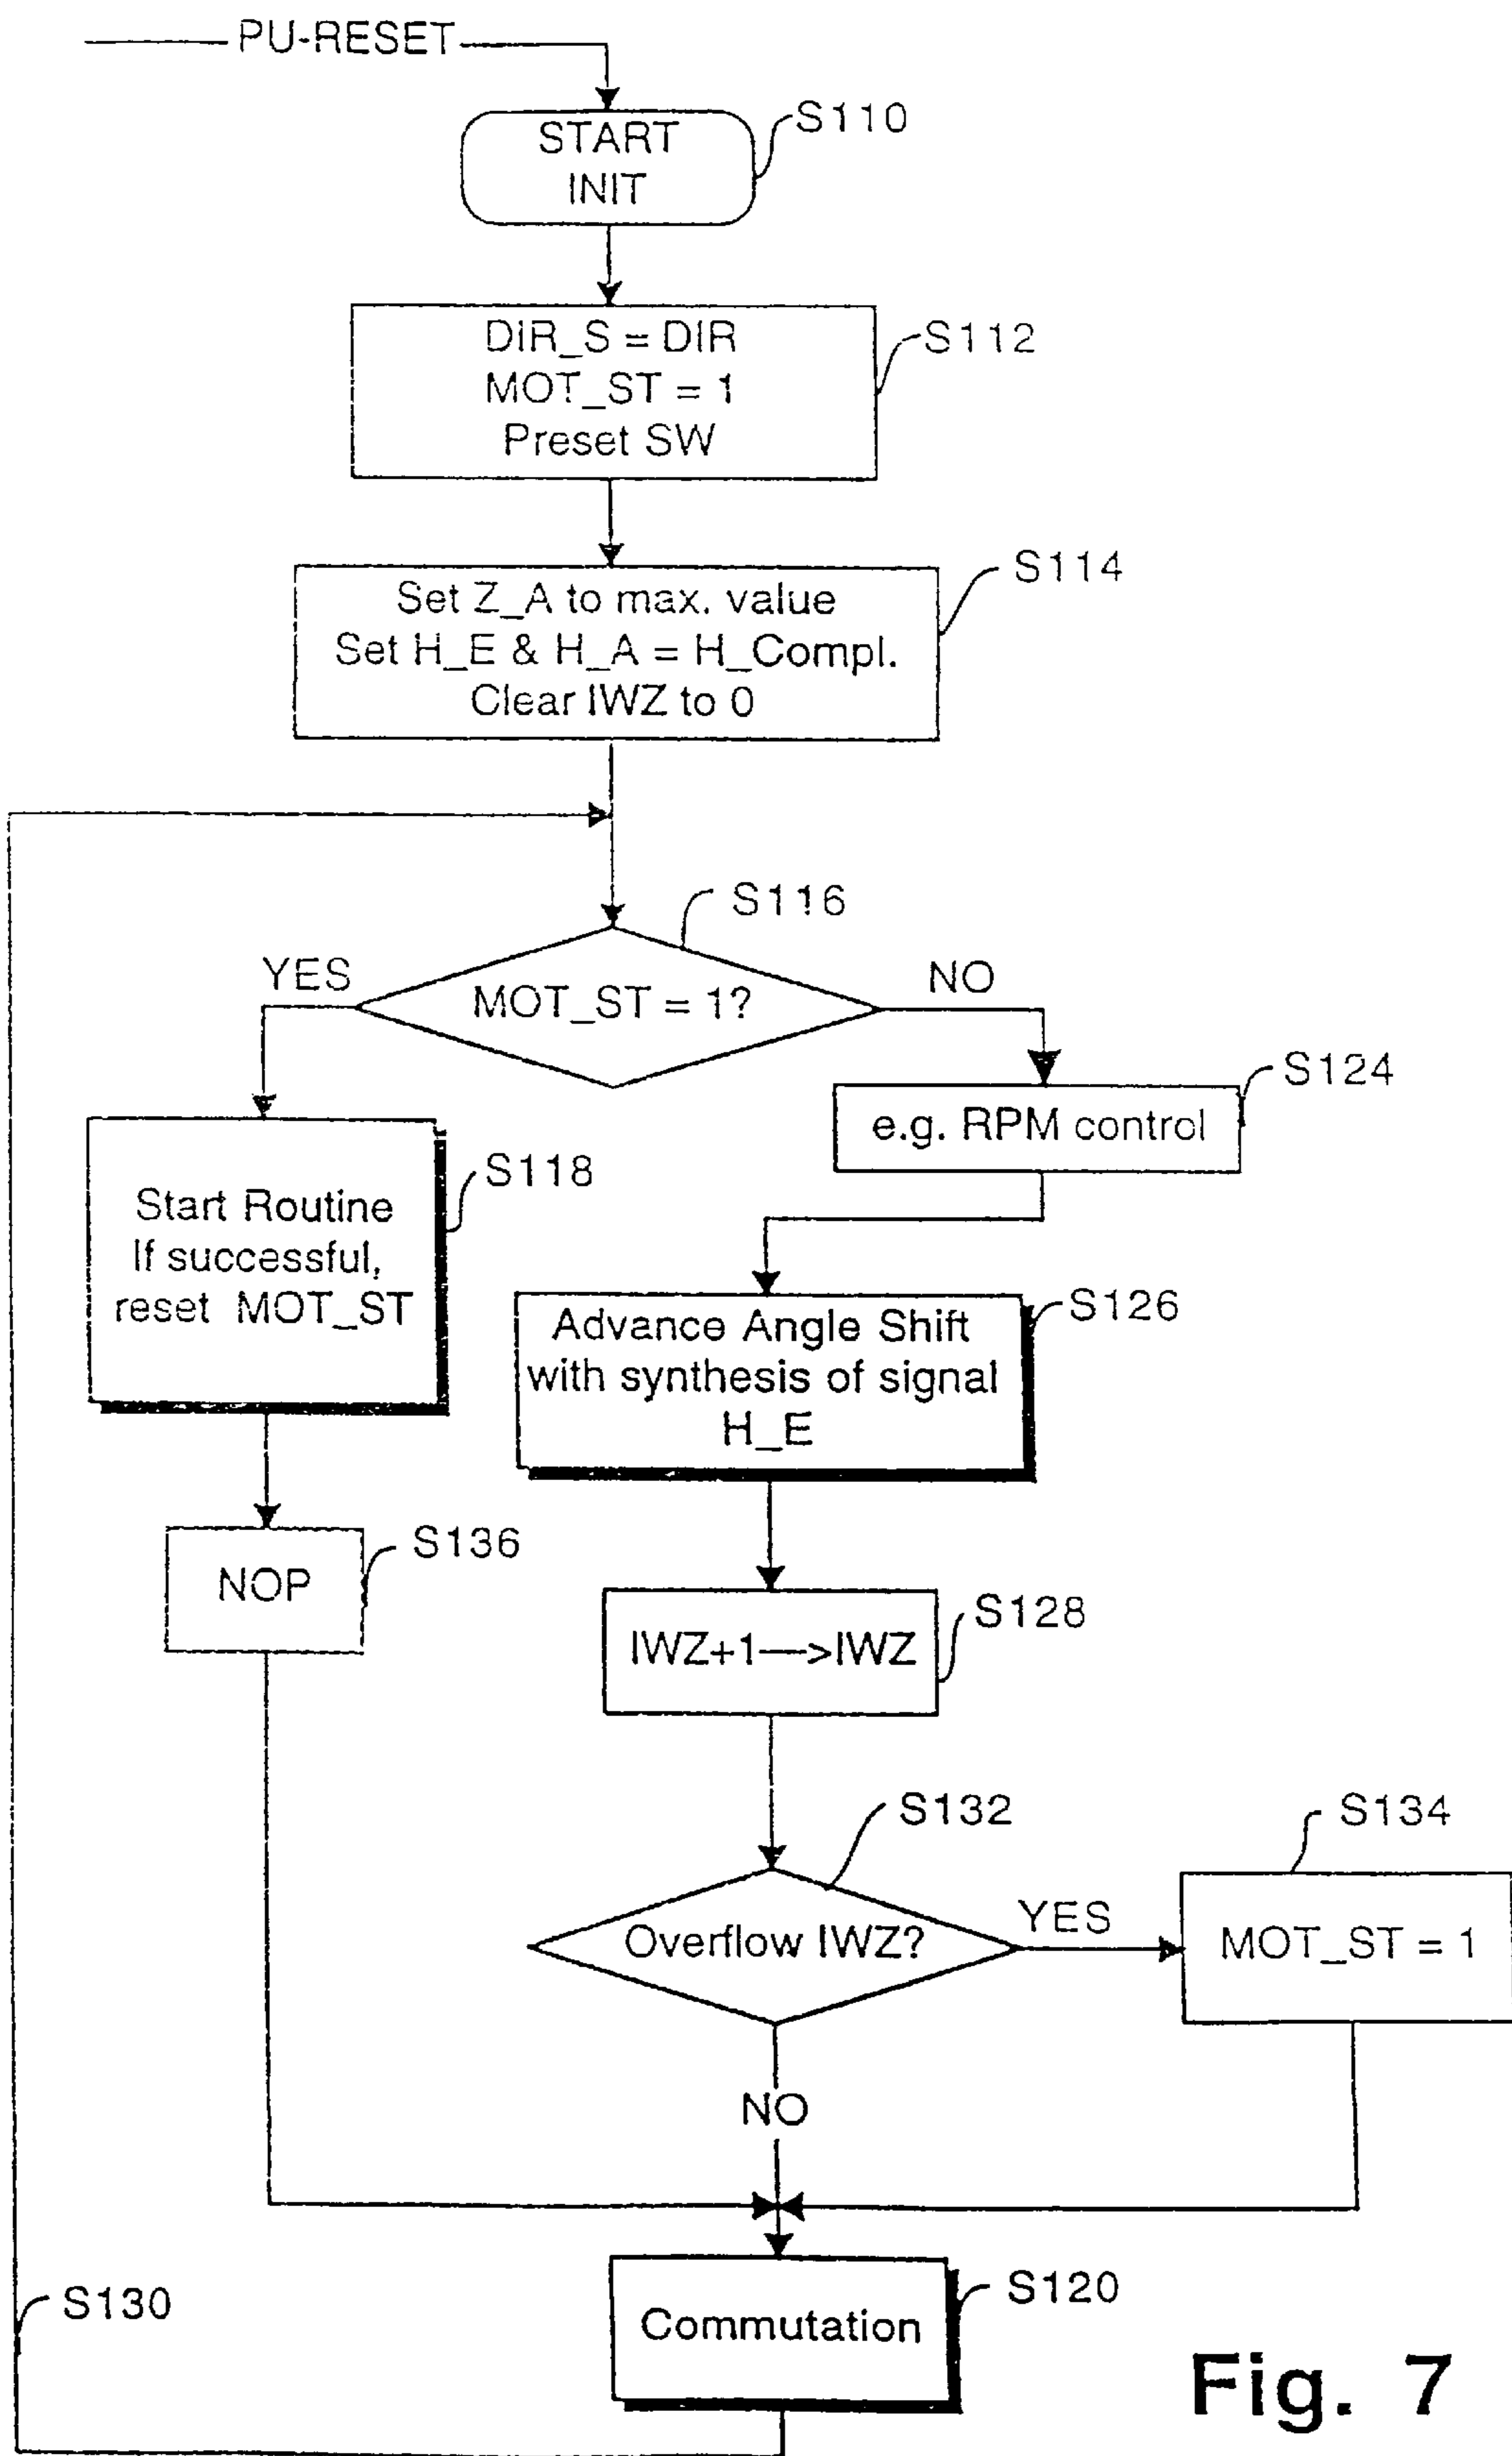 PU-RESET
START
INIT
S110
DIR_S = DIR
MOT_ST = 1
Preset SW
S112
Set Z_A to max. value
Set H_E & H_A = H_Compl.
Clear IWZ to 0
S114
S116
YES
MOT_ST = 1?
NO
S124
e.g. RPM control
S118
Start Routine
If successful,
reset MOT_ST
S126
Advance Angle Shift
with synthesis of signal
H_E
S136
NOP
S128
IWZ+1—>IWZ
S132
S134
Overflow IWZ?
YES
MOT_ST = 1
NO
S130
S120
Commutation
Fig. 7